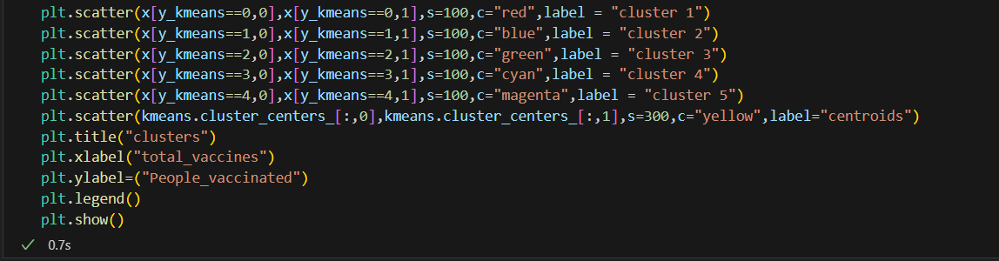 plt.scatter(x[y_kmeans==0,0],x[y_kmeans==0,1],s=100,c="red",label = "cluster 1")
plt.scatter(x[y_kmeans==1,0],x[y_kmeans==1,1],s=100,c="blue",label = "cluster 2")
plt.scatter(x[y_kmeans==2,0],x[y_kmeans==2,1],s=100,c="green",label = "cluster 3")
plt.scatter(x[y_kmeans==3,0],x[y_kmeans==3,1],s=100,c="cyan",label = "cluster 4")
plt.scatter(x[y_kmeans==4,0],x[y_kmeans==4,1],s=100,c="magenta",label = "cluster 5")
plt.scatter(kmeans.cluster_centers_[:,0],kmeans.cluster_centers_[:,1],s=300,c="yellow",label="centroids")
plt.title("clusters")
plt.xlabel("total_vaccines")
plt.ylabel=("People_vaccinated")
plt.legend()
plt.show()
✓ 0.7s